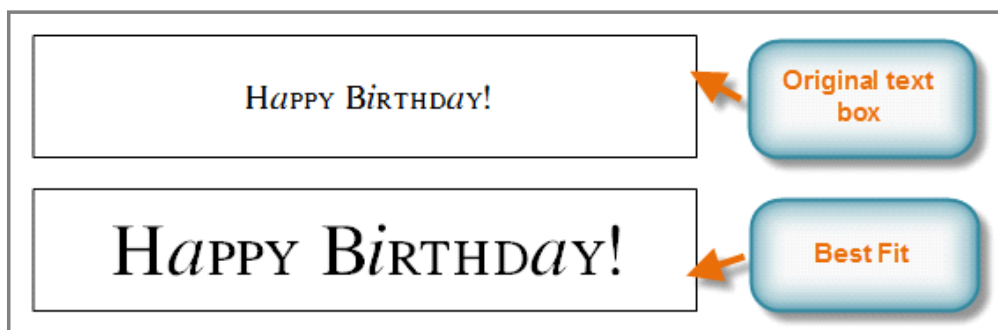 HaPPY BiRTHDaY!
Original text
box
HaPPY BiRTHDaY!
Best Fit